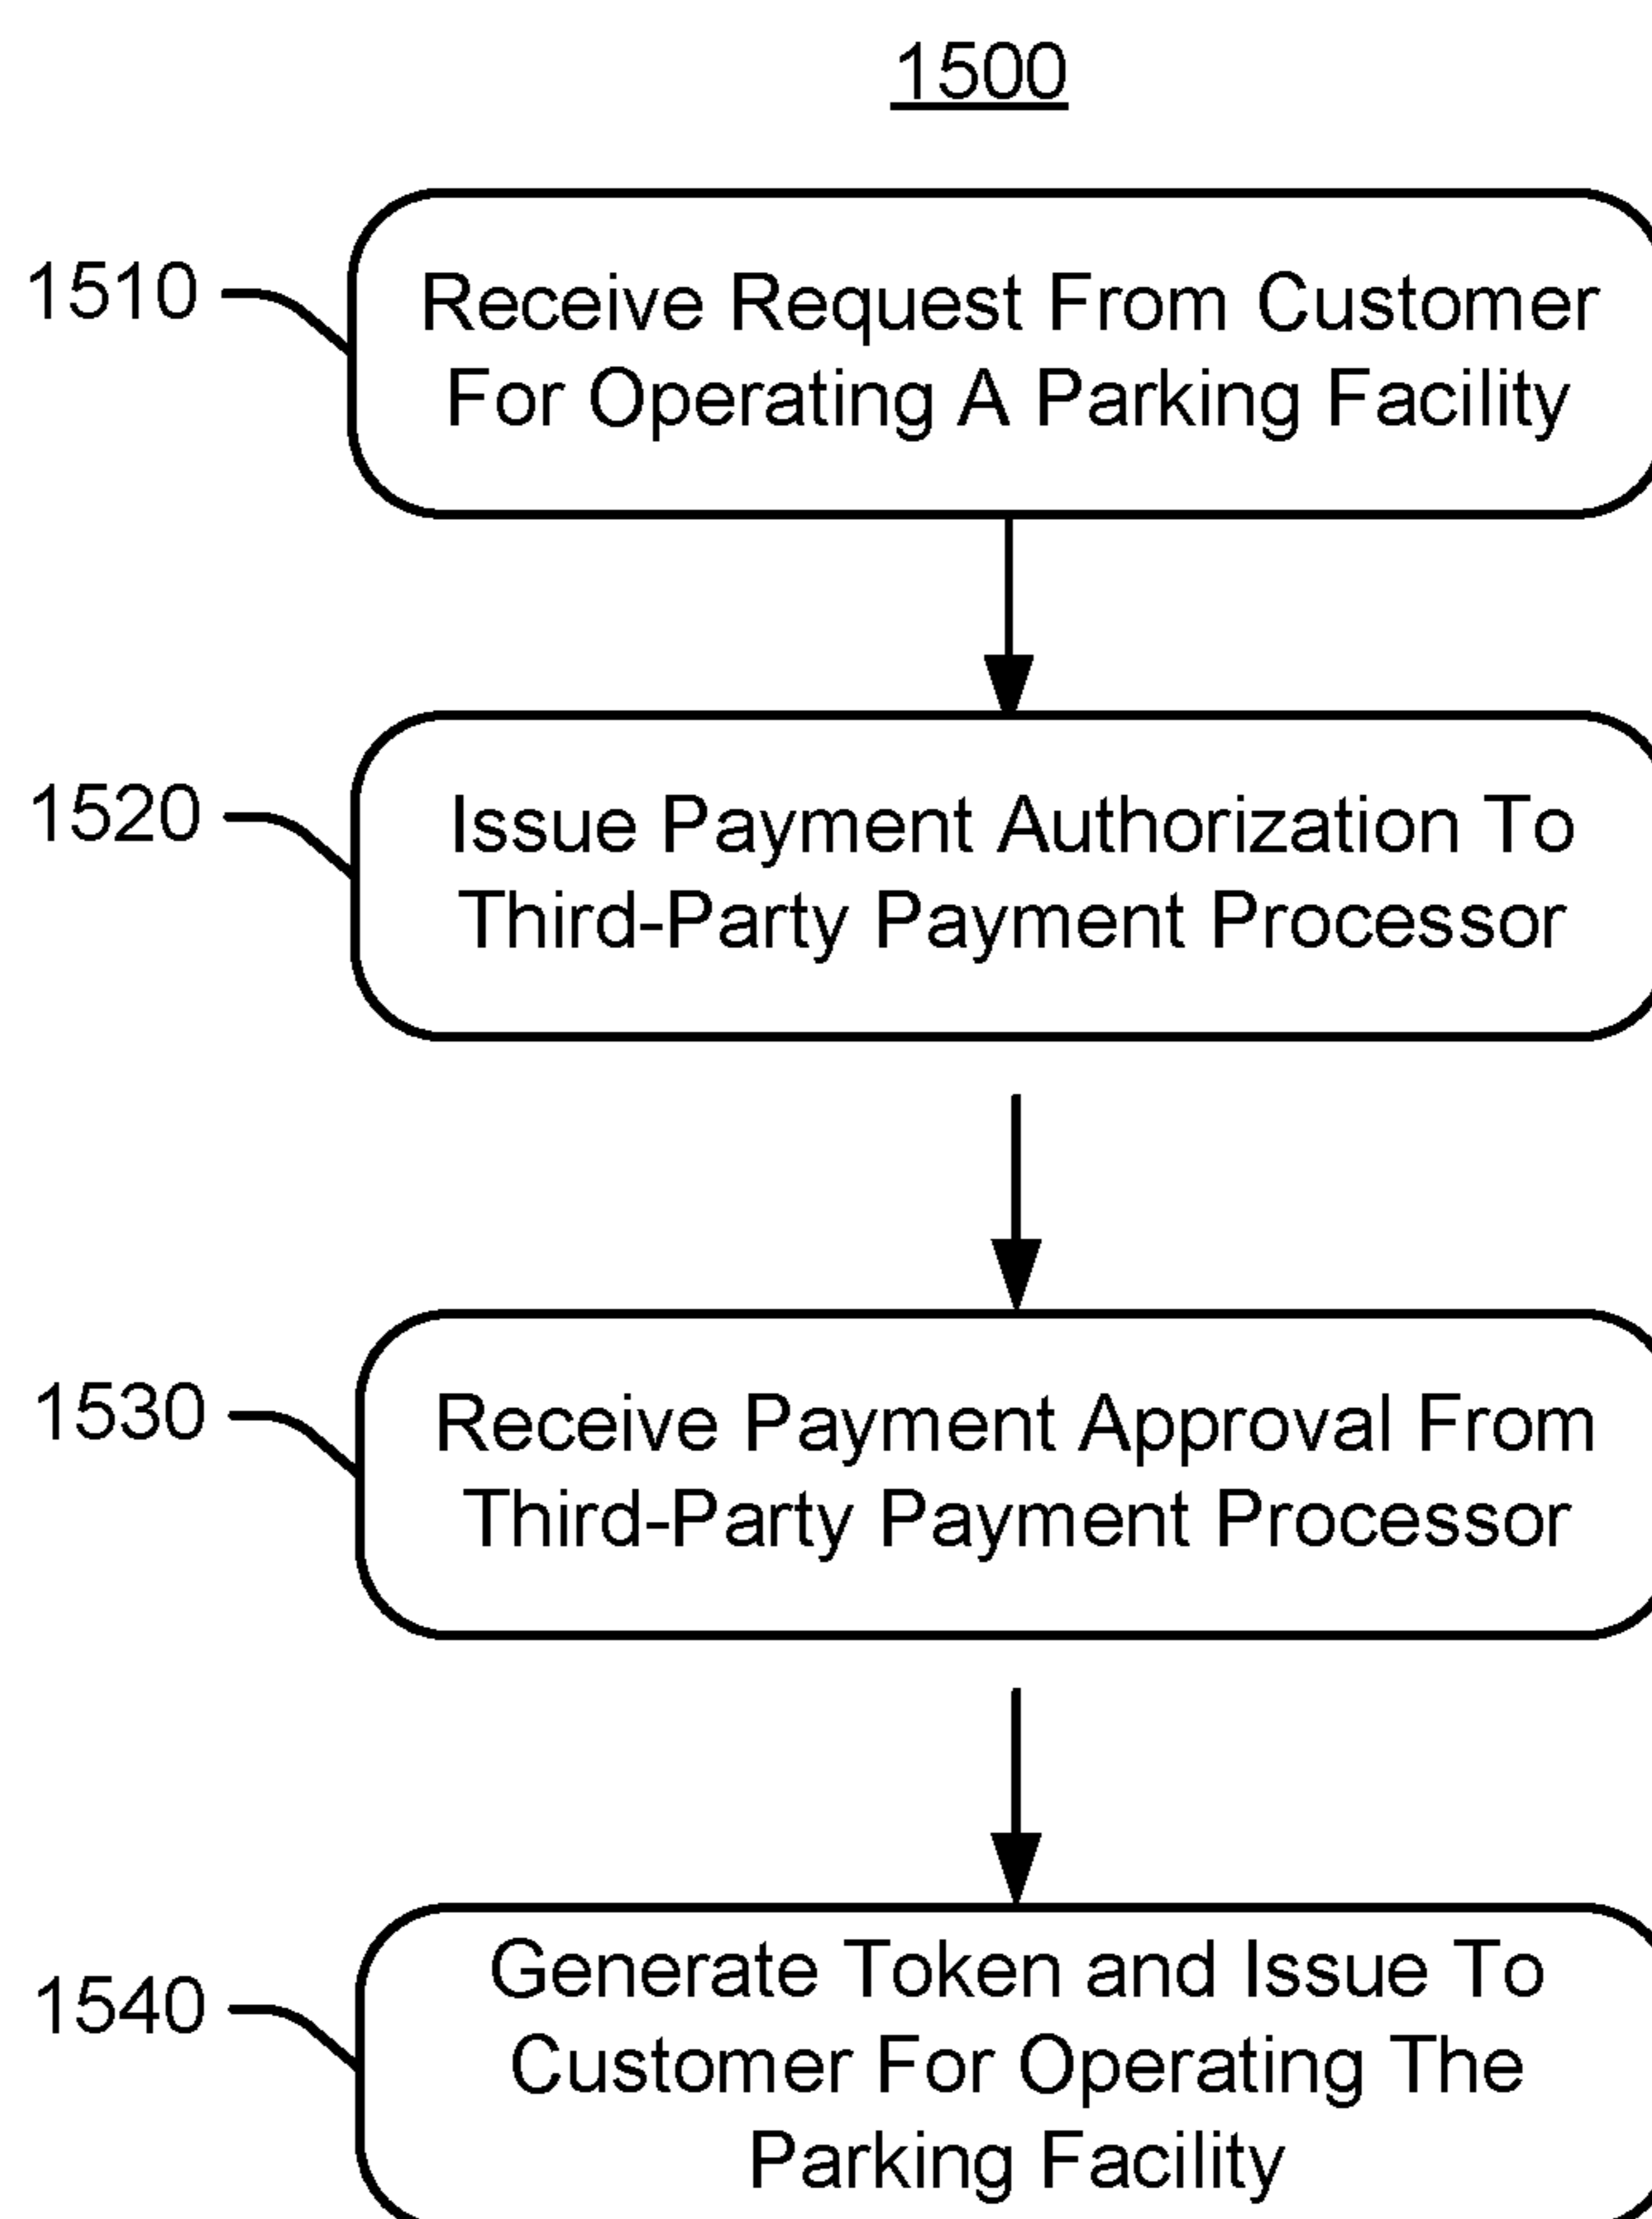 1500
1510
Receive Request From Customer
For Operating A Parking Facility
1520
Issue Payment Authorization To
Third-Party Payment Processor
1530
Receive Payment Approval From
Third-Party Payment Processor
1540
Generate Token and Issue To
Customer For Operating The
Parking Facility